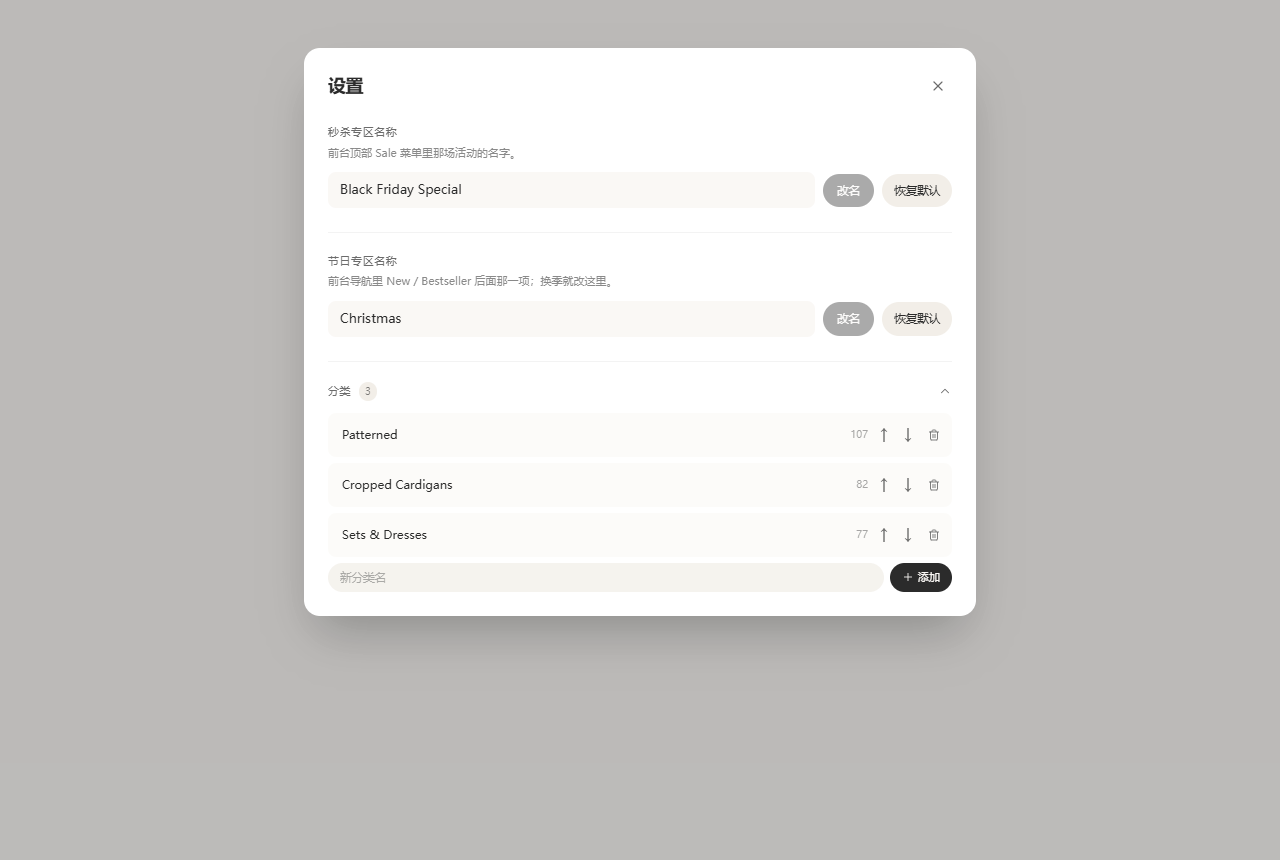 设置
秒杀专区名称
前台顶部 Sale 菜单里那场活动的名字。
Black Friday Special
改名
恢复默认
节日专区名称
前台导航里 New / Bestseller 后面那一项；换季就改这里。
Christmas
改名
恢复默认
分类 3
Patterned 107
Cropped Cardigans 82
Sets & Dresses 77
新分类名
添加